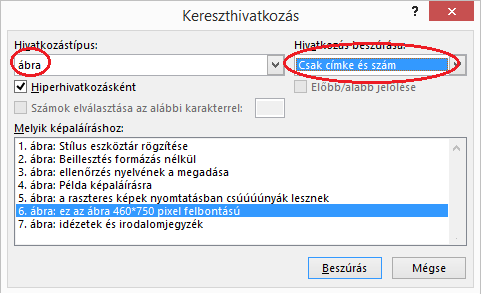 Kereszthivatkozás
Hivatkozástípus:
Hivatkozás beszúrása:
ábra
Csak címke és szám
Hiperhivatkozásként
Előbb/alább jelölése
Számok elválasztása az alábbi karakterrel:
Melyik képaláíráshoz:
1. ábra: Stílus eszköztár rögzítése
2. ábra: Beillesztés formázás nélkül
3. ábra: ellenőrzés nyelvének a megadása
4. ábra: Példa képaláírásra
5. ábra: a raszteres képek nyomtatásban csúúúúnyák lesznek
6. ábra: ez az ábra 460*750 pixel felbontású
7. ábra: idézetek és irodalomjegyzék
Beszúrás
Mégse